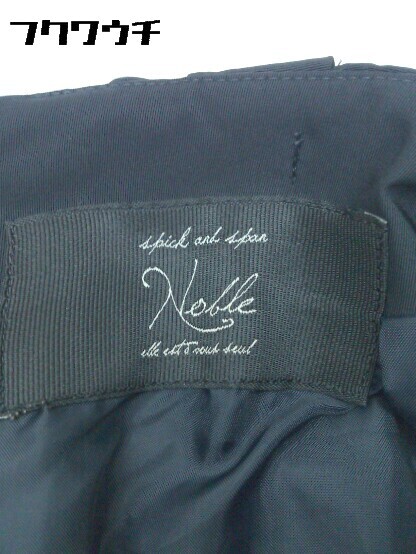 フクワウチ
spick and span
Noble
elle est à vous seul